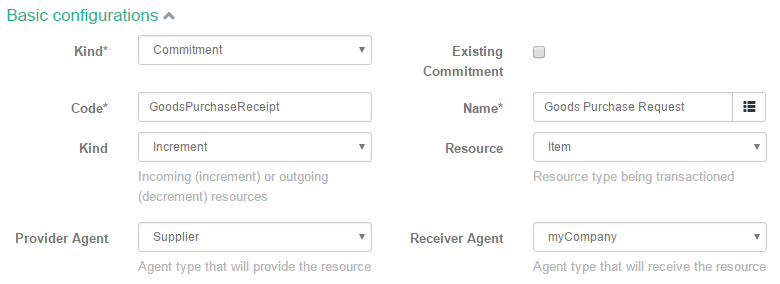 Basic configurations
Kind* Commitment Existing
Commitment
Code* GoodsPurchaseReceipt Name* Goods Purchase Request
Kind Increment Resource Item
Incoming (increment) or outgoing Resource type being transactioned
(decrement) resources
Provider Agent Supplier Receiver Agent myCompany
Agent type that will provide the resource Agent type that will receive the resource